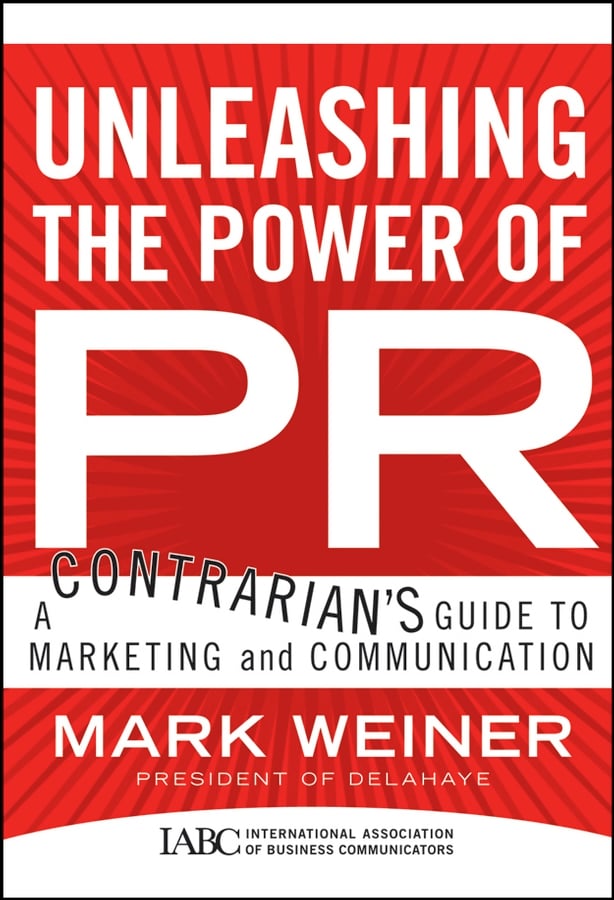 UNLEASHING
THE POWER OF
PR
A CONTRARIAN'S GUIDE TO
MARKETING and COMMUNICATION
MARK WEINER
PRESIDENT OF DELAHAYE
IABC INTERNATIONAL ASSOCIATION
OF BUSINESS COMMUNICATORS